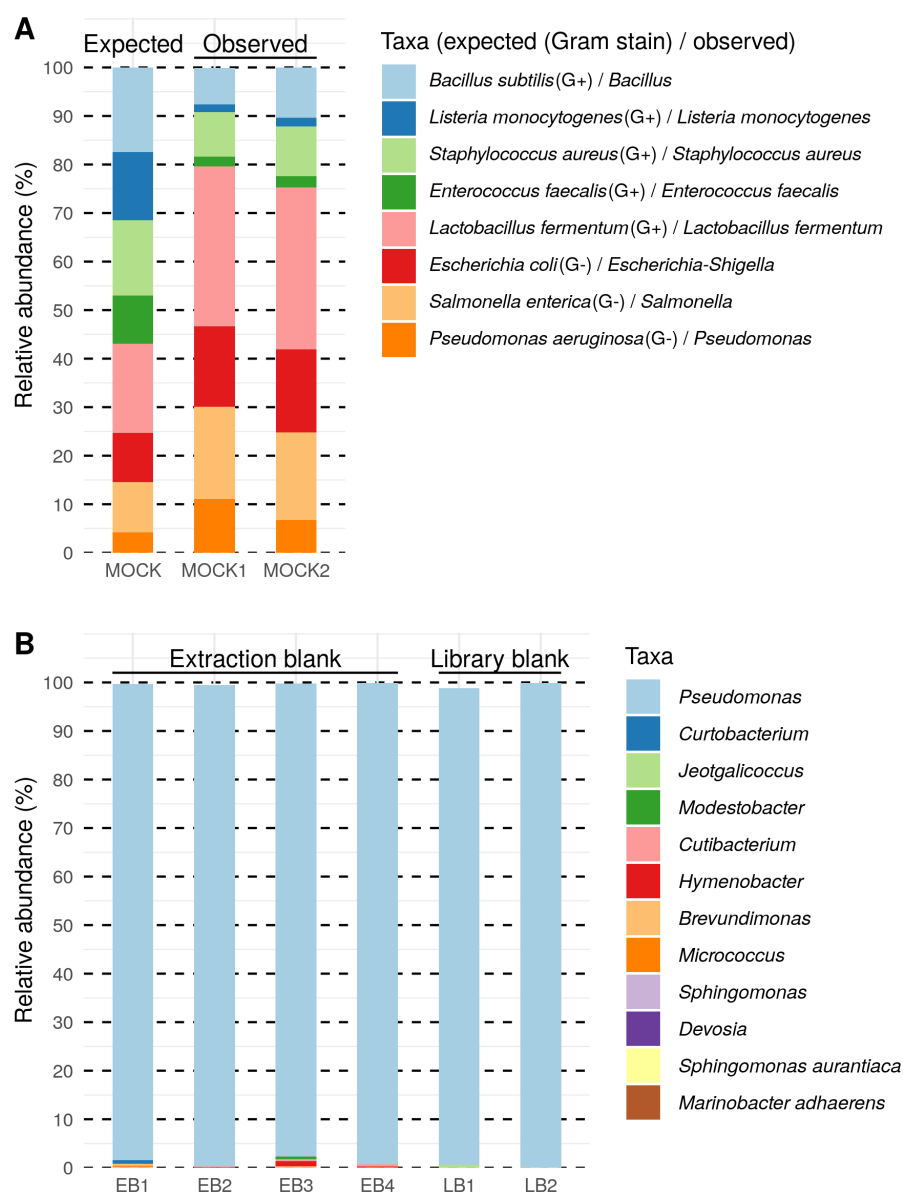 A
Expected Observed
Taxa (expected (Gram stain) / observed)
Relative abundance (%)
100
90
80
70
60
50
40
30
20
10
0
MOCK MOCK1 MOCK2
Bacillus subtilis(G+) / Bacillus
Listeria monocytogenes(G+) / Listeria monocytogenes
Staphylococcus aureus(G+) / Staphylococcus aureus
Enterococcus faecalis(G+) / Enterococcus faecalis
Lactobacillus fermentum(G+) / Lactobacillus fermentum
Escherichia coli(G-) / Escherichia-Shigella
Salmonella enterica(G-) / Salmonella
Pseudomonas aeruginosa(G-) / Pseudomonas
B
Extraction blank Library blank
Taxa
Relative abundance (%)
100
90
80
70
60
50
40
30
20
10
0
EB1 EB2 EB3 EB4 LB1 LB2
Pseudomonas
Curtobacterium
Jeotgalicoccus
Modestobacter
Cutibacterium
Hymenobacter
Brevundimonas
Micrococcus
Sphingomonas
Devosia
Sphingomonas aurantiaca
Marinobacter adhaerens